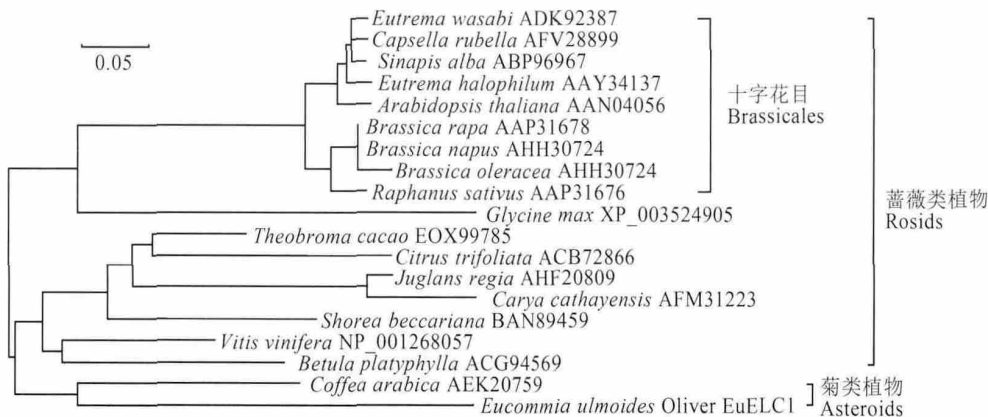 Eutrema wasabi ADK92387
Capsella rubella AFV28899
0.05
Sinapis alba ABP96967
Eutrema halophilum AAY34137
Arabidopsis thaliana AAN04056
十字花目
Brassicales
Brassica rapa AAP31678
Brassica napus AHH30724
Brassica oleracea AHH30724
Raphanus sativus AAP31676
蔷薇类植物
Rosids
Glycine max XP_003524905
Theobroma cacao EOX99785
Citrus trifoliata ACB72866
Juglans regia AHF20809
Carya cathayensis AFM31223
Shorea beccariana BAN89459
Vitis vinifera NP_001268057
Betula platyphylla ACG94569
Coffea arabica AEK20759
Eucommia ulmoides Oliver EuELC1
菊类植物
Asteroids